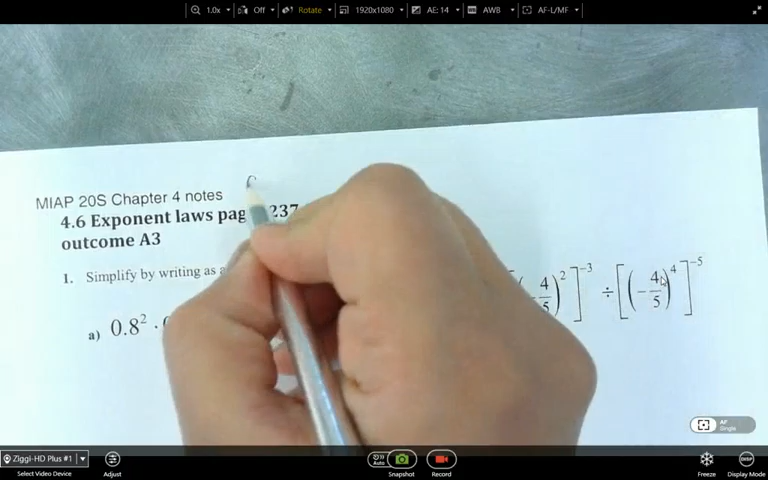 1.0x Off Rotate 1920x1080 AE: 14 AWB AF-L/MF
MIAP 20S Chapter 4 notes
4.6 Exponent laws pag 237
outcome A3
1. Simplify by writing as a
a) 0.8² ·
(-4/5)²]⁻³ ÷ [(-4/5)⁴]⁻⁵
AF
Single
Ziggi-HD Plus #1
Select Video Device
Adjust
Auto
Snapshot
Record
Freeze
DISP
Display Mode